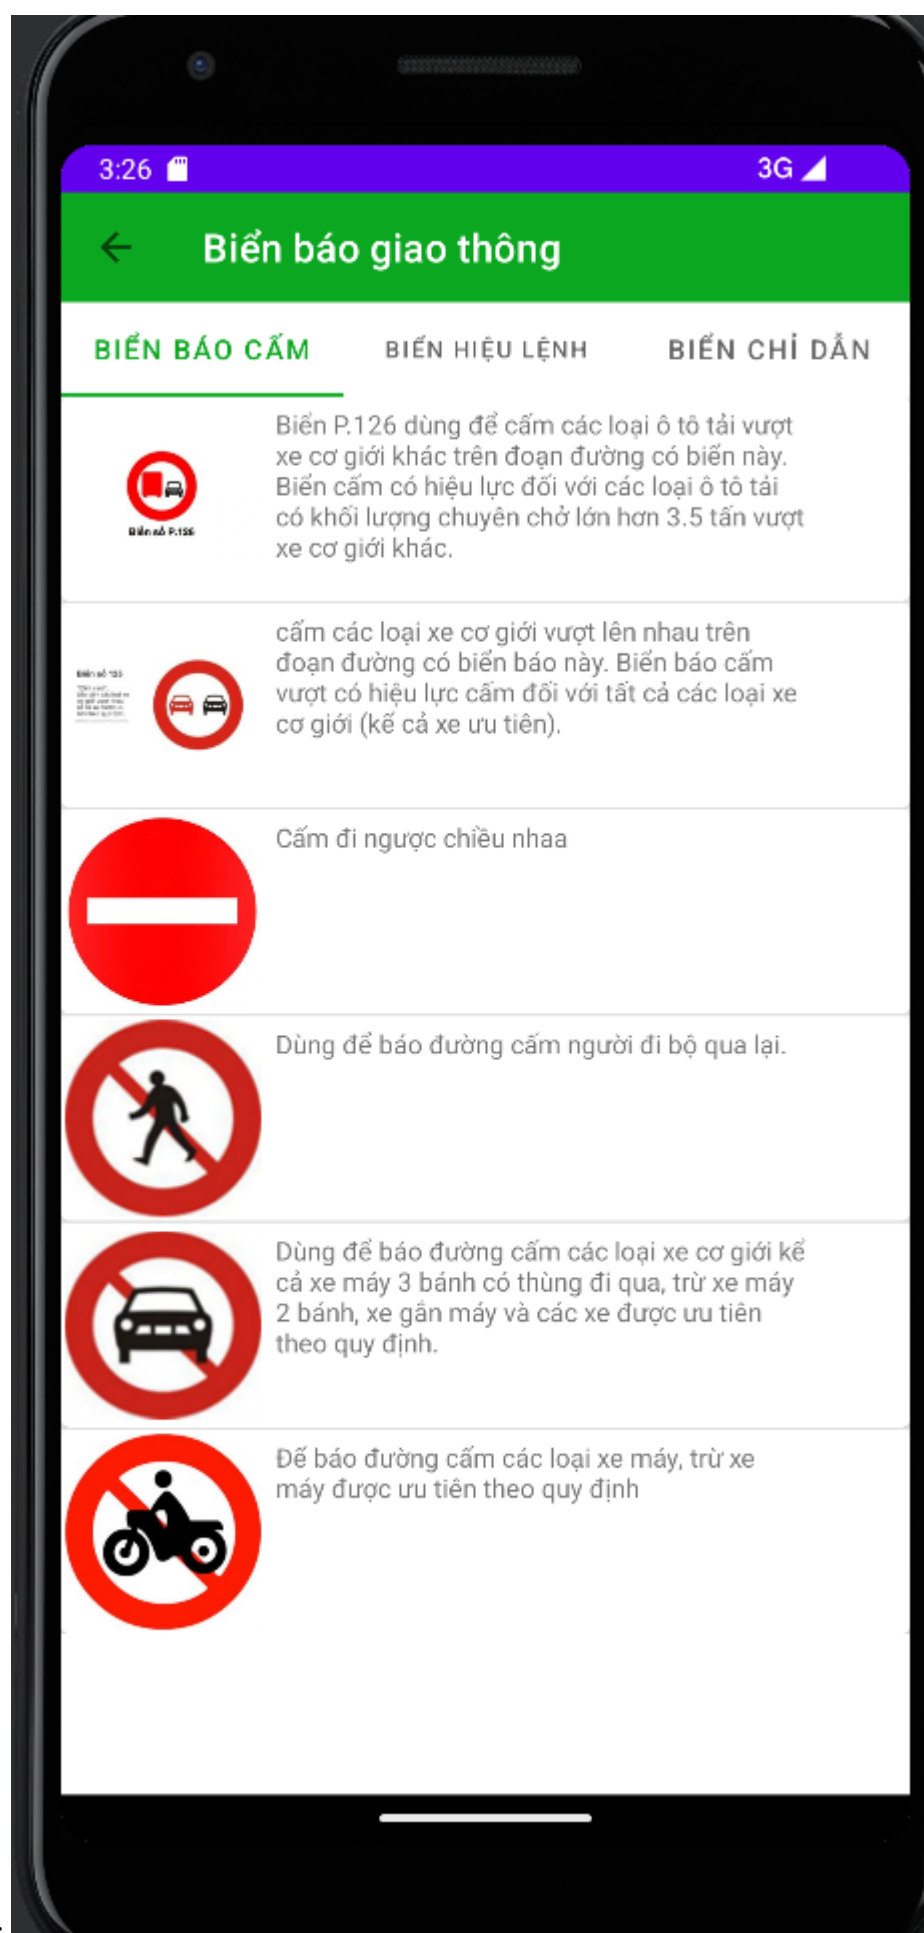 3:26
3G
Biển báo giao thông
BIỂN BÁO CẤM
BIỂN HIỆU LỆNH
BIỂN CHỈ DẪN
Biển P.126 dùng để cấm các loại ô tô tải vượt
xe cơ giới khác trên đoạn đường có biển này.
Biển cấm có hiệu lực đối với các loại ô tô tải
có khối lượng chuyên chở lớn hơn 3.5 tấn vượt
xe cơ giới khác.
Biển số P.126
cấm các loại xe cơ giới vượt lên nhau trên
đoạn đường có biển báo này. Biển báo cấm
vượt có hiệu lực cấm đối với tất cả các loại xe
cơ giới (kể cả xe ưu tiên).
Biển số 125
Cấm đi ngược chiều nhaa
Dùng để báo đường cấm người đi bộ qua lại.
Dùng để báo đường cấm các loại xe cơ giới kể
cả xe máy 3 bánh có thùng đi qua, trừ xe máy
2 bánh, xe gắn máy và các xe được ưu tiên
theo quy định.
Để báo đường cấm các loại xe máy, trừ xe
máy được ưu tiên theo quy định